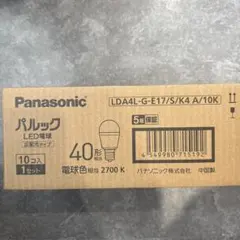 Panasonic
LDA4L-G-E17/S/K4 A/10K
パルック
LED電球
5年保証
40形相当
10コ入
1セット
電球色相当 2700 K
パナソニック株式会社
中国製